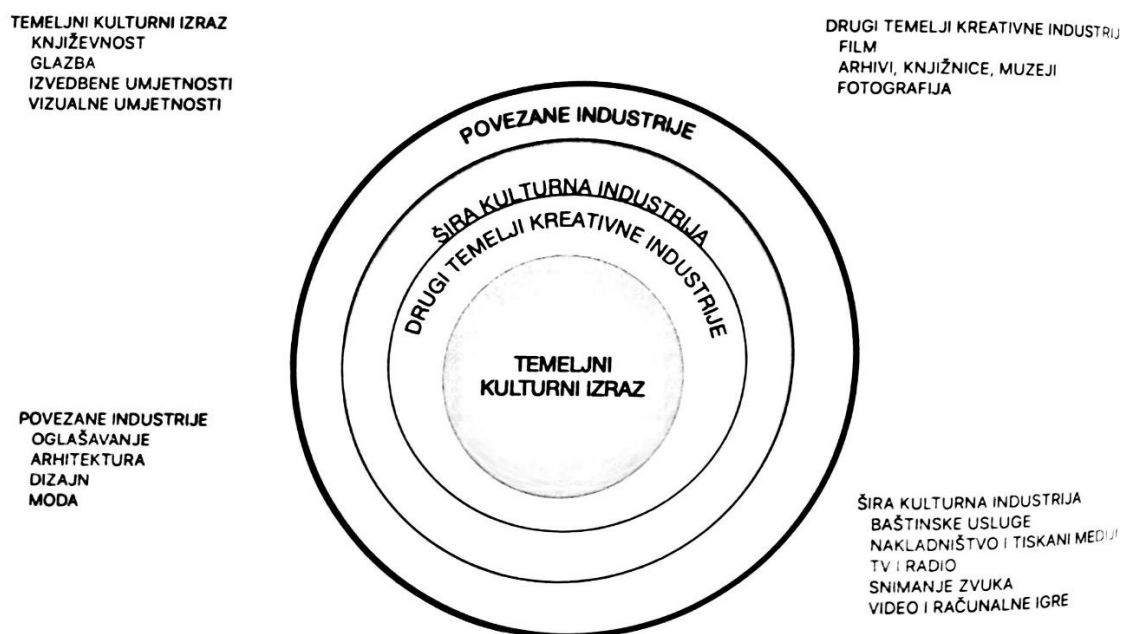 TEMELJNI KULTURNI IZRAZ
KNJIŽEVNOST
GLAZBA
IZVEDBENE UMJETNOSTI
VIZUALNE UMJETNOSTI
DRUGI TEMELJI KREATIVNE INDUSTRIJ
FILM
ARHIVI, KNJIŽNICE, MUZEJI
FOTOGRAFIJA
POVEZANE INDUSTRIJE
ŠIRA KULTURNA INDUSTRIJA
DRUGI TEMELJI KREATIVNE INDUSTRIJE
TEMELJNI
KULTURNI IZRAZ
POVEZANE INDUSTRIJE
OGLAŠAVANJE
ARHITEKTURA
DIZAJN
MODA
ŠIRA KULTURNA INDUSTRIJA
BAŠTINSKE USLUGE
NAKLADNIŠTVO I TISKANI MEDIJI
TV I RADIO
SNIMANJE ZVUKA
VIDEO I RAČUNALNE IGRE